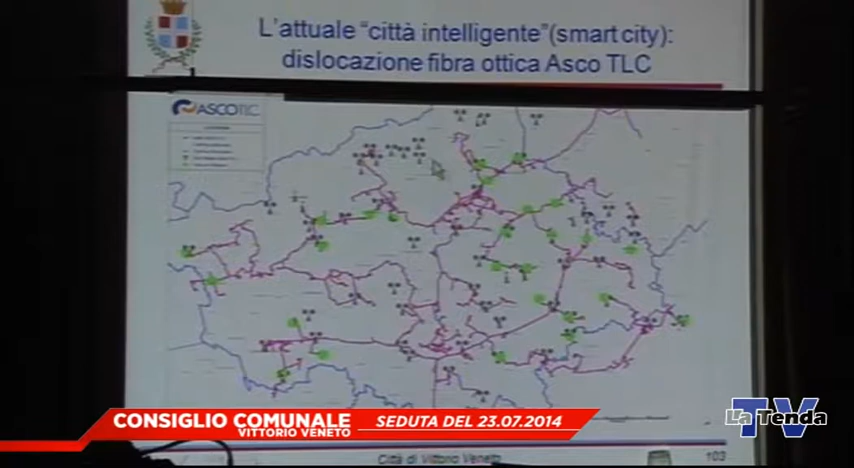 L'attuale "città intelligente"(smart city):
dislocazione fibra ottica Asco TLC
ASCOTLC
CONSIGLIO COMUNALE
VITTORIO VENETO
SEDUTA DEL 23.07.2014
La Tenda
TV
Città di Vittorio Veneto
103